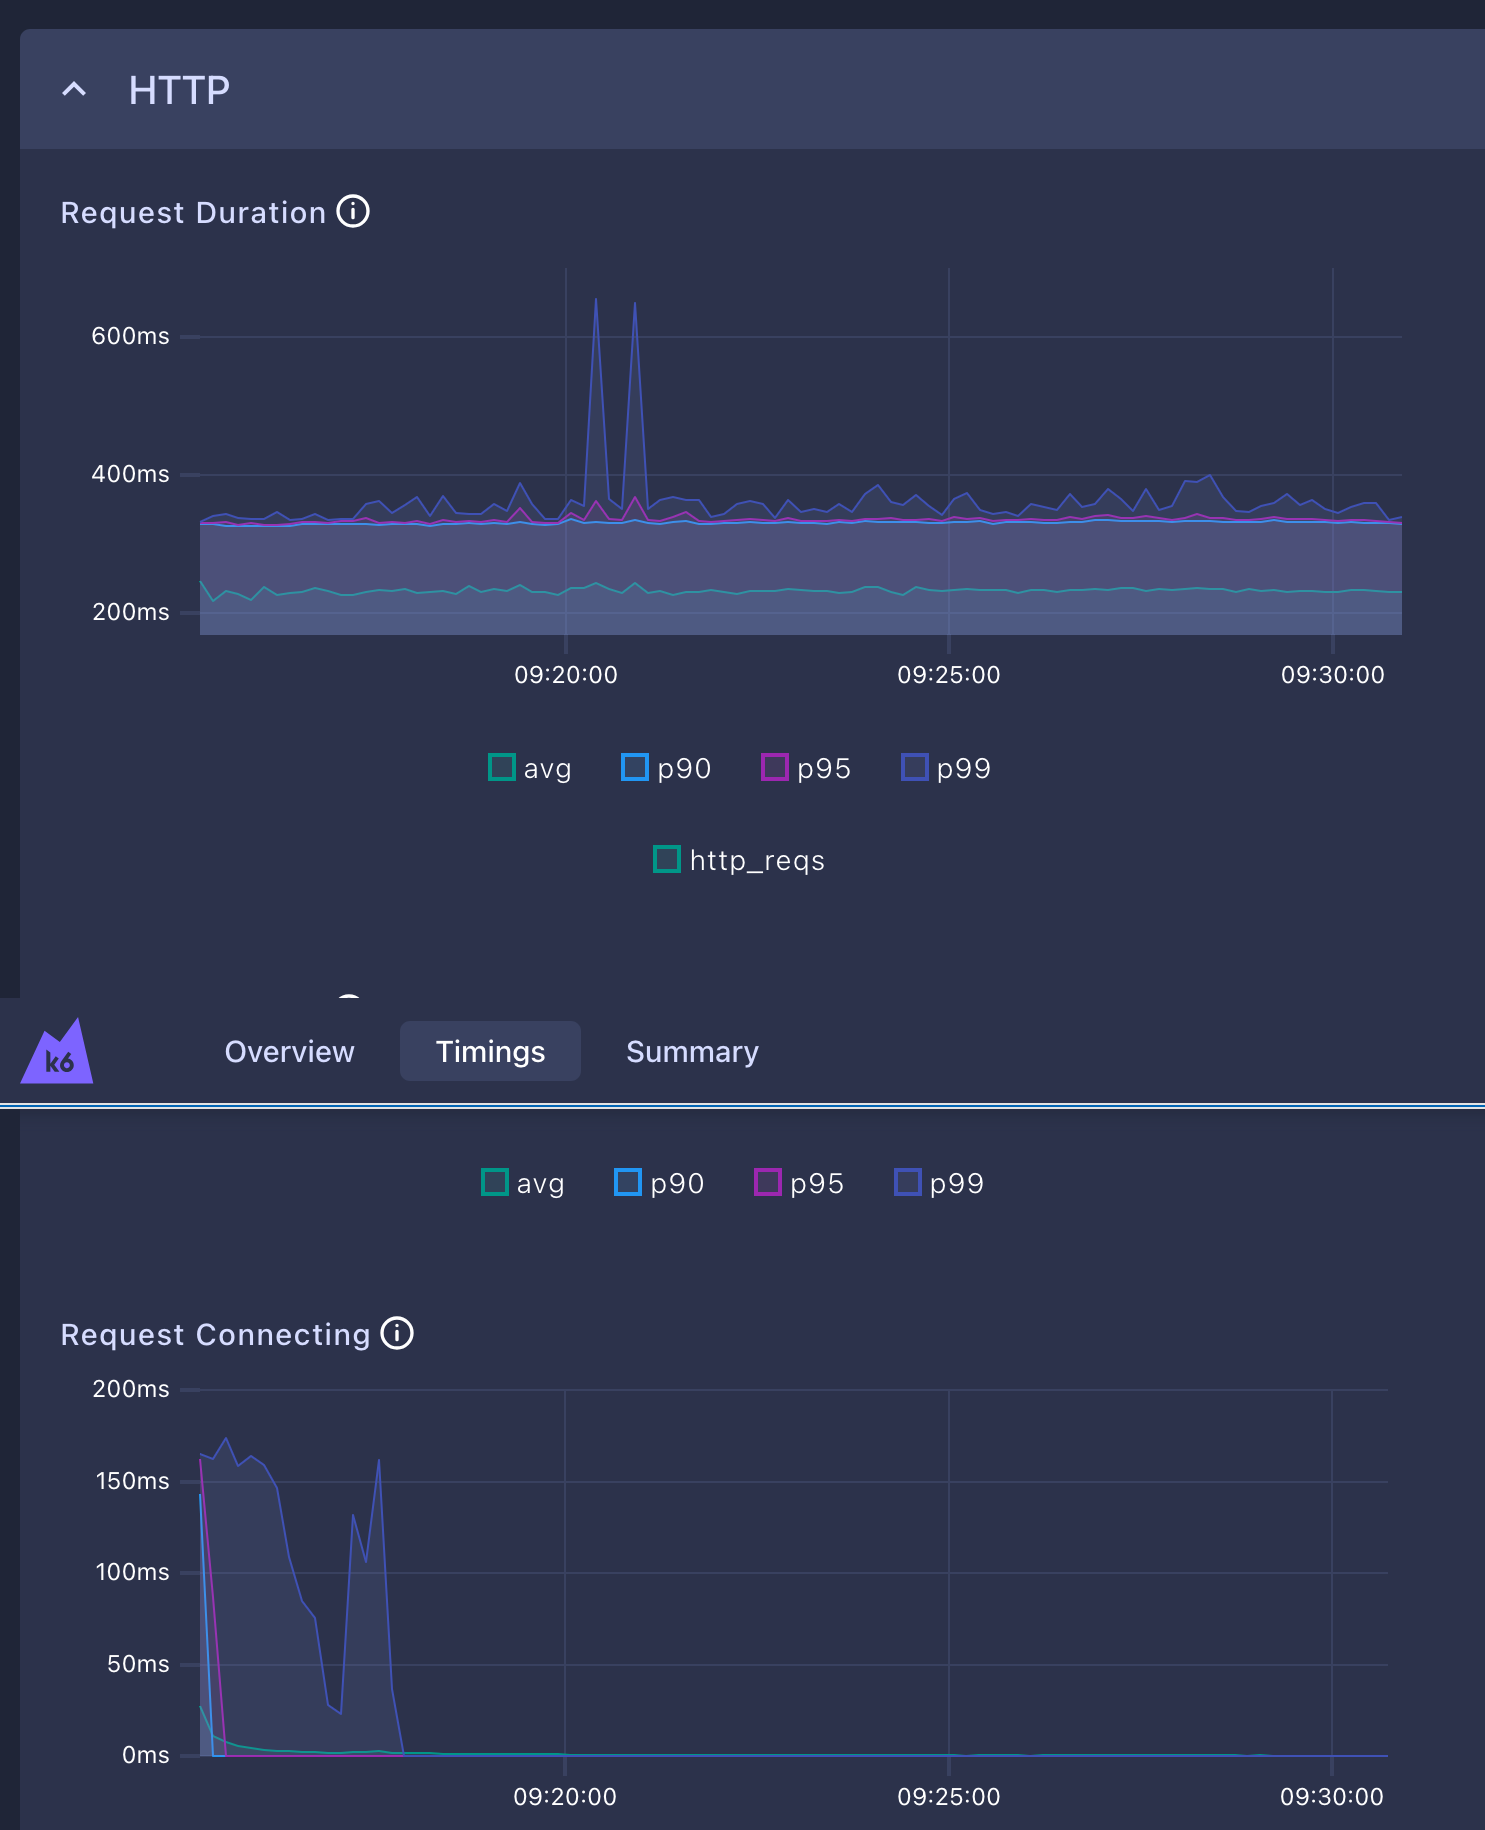 HTTP
Request Duration
600ms
400ms
200ms
09:20:00 09:25:00 09:30:00
avg p90 p95 p99
http_reqs
k6 Overview Timings Summary
avg p90 p95 p99
Request Connecting
200ms
150ms
100ms
50ms
0ms
09:20:00 09:25:00 09:30:00